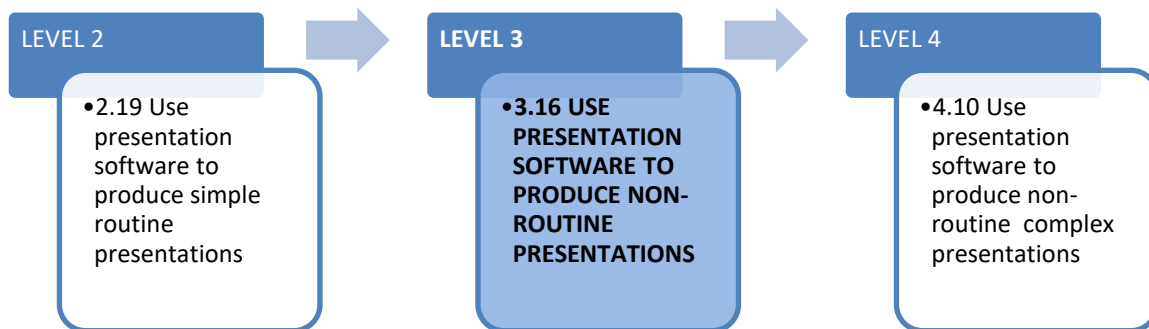 LEVEL 2
•2.19 Use
presentation
software to
produce simple
routine
presentations
LEVEL 3
•3.16 USE
PRESENTATION
SOFTWARE TO
PRODUCE NON-
ROUTINE
PRESENTATIONS
LEVEL 4
•4.10 Use
presentation
software to
produce non-
routine  complex
presentations